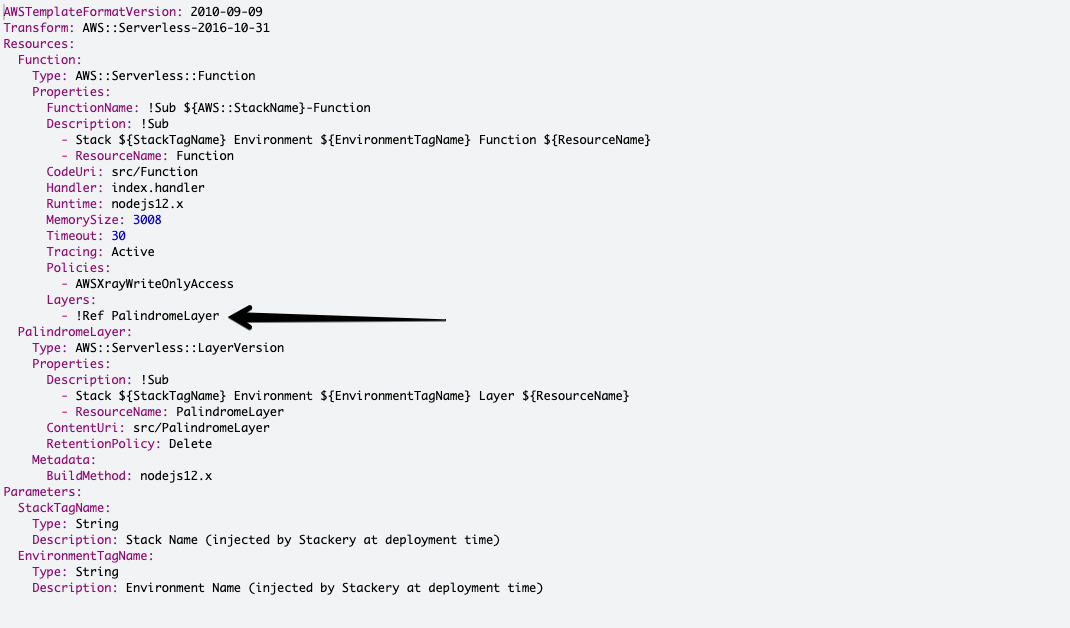 AWSTemplateFormatVersion: 2010-09-09
Transform: AWS::Serverless-2016-10-31
Resources:
  Function:
    Type: AWS::Serverless::Function
    Properties:
      FunctionName: !Sub ${AWS::StackName}-Function
      Description: !Sub
        - Stack ${StackTagName} Environment ${EnvironmentTagName} Function ${ResourceName}
        - ResourceName: Function
      CodeUri: src/Function
      Handler: index.handler
      Runtime: nodejs12.x
      MemorySize: 3008
      Timeout: 30
      Tracing: Active
      Policies:
        - AWSXrayWriteOnlyAccess
      Layers:
        - !Ref PalindromeLayer
  PalindromeLayer:
    Type: AWS::Serverless::LayerVersion
    Properties:
      Description: !Sub
        - Stack ${StackTagName} Environment ${EnvironmentTagName} Layer ${ResourceName}
        - ResourceName: PalindromeLayer
      ContentUri: src/PalindromeLayer
      RetentionPolicy: Delete
    Metadata:
      BuildMethod: nodejs12.x
Parameters:
  StackTagName:
    Type: String
    Description: Stack Name (injected by Stackery at deployment time)
  EnvironmentTagName:
    Type: String
    Description: Environment Name (injected by Stackery at deployment time)